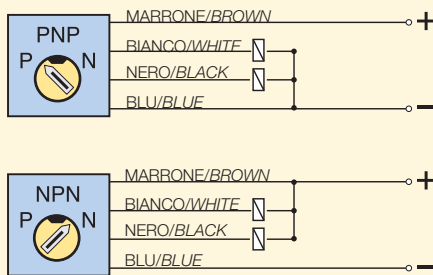 MARRONE/BROWN +
PNP
BIANCO/WHITE
P N
NERO/BLACK
BLU/BLUE −
MARRONE/BROWN +
NPN
BIANCO/WHITE
P N
NERO/BLACK
BLU/BLUE −